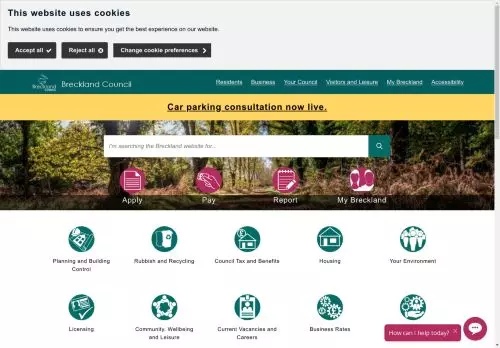 This website uses cookies
This website uses cookies to ensure you get the best experience on our website.
Accept all
Reject all
Change cookie preferences
Breckland
Breckland Council
Residents
Business
Your Council
Visitors and Leisure
My Breckland
Accessibility
Car parking consultation now live.
I'm searching the Breckland website for..
Apply
Pay
Report
My Breckland
Planning and Building
Control
Rubbish and Recycling
Council Tax and Benefits
Housing
Your Environment
Licensing
Community, Wellbeing
and Leisure
Current Vacancies and
Careers
Business Rates
How can I help today?